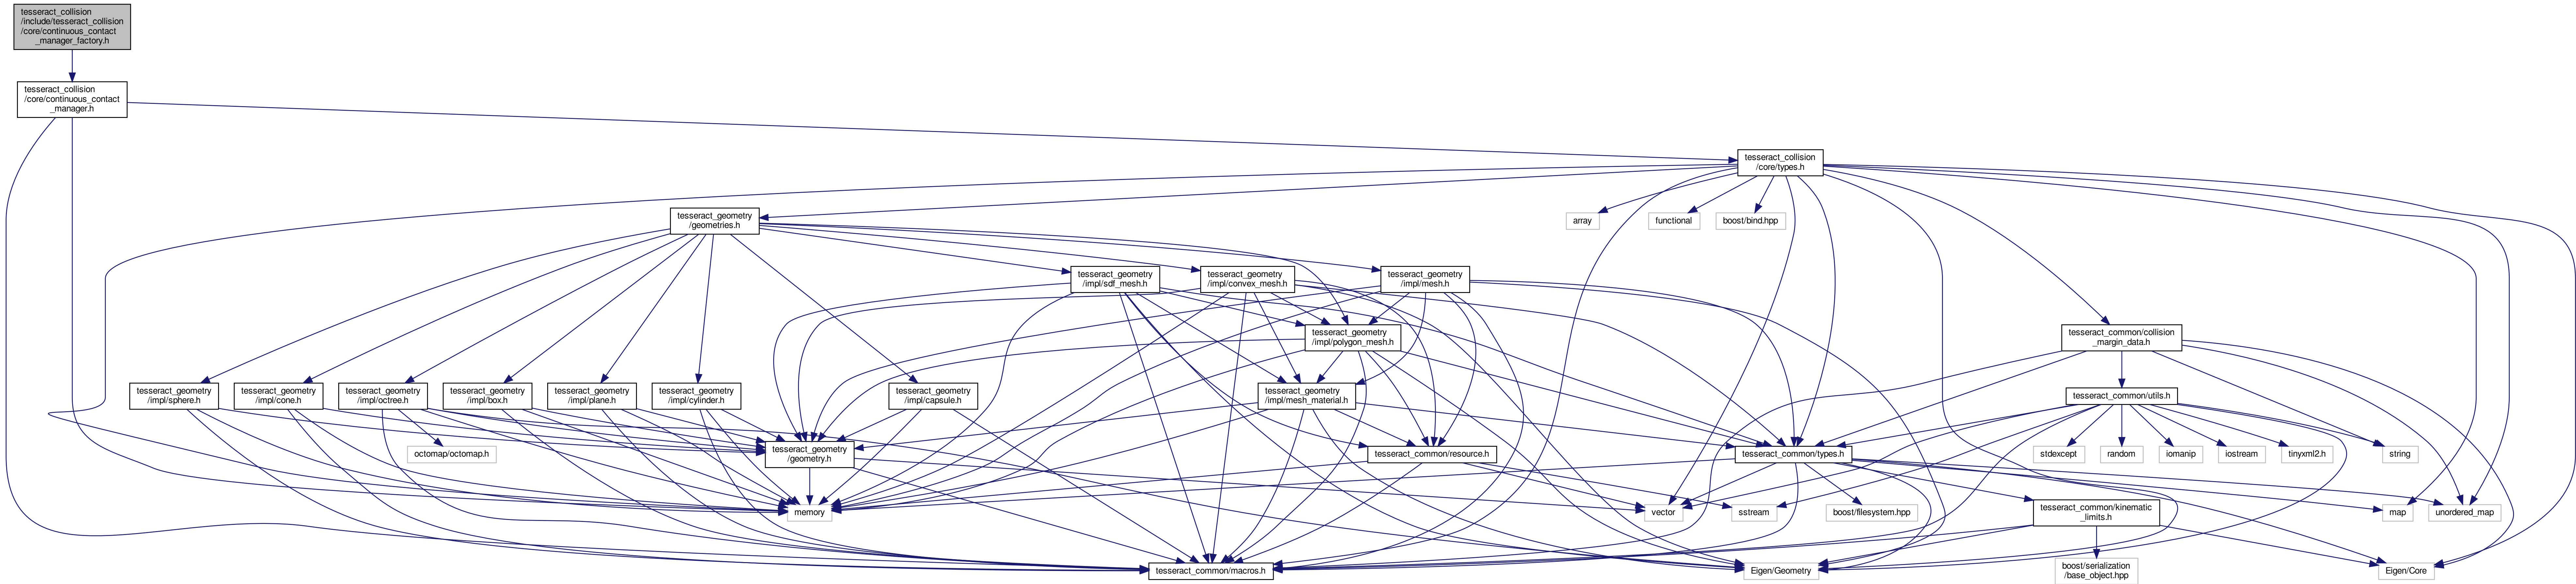 tesseract_collision
/include/tesseract_collision
/core/continuous_contact
_manager_factory.h
tesseract_collision
/core/continuous_contact
_manager.h
tesseract_collision
/core/types.h
tesseract_geometry
/geometries.h
array
functional
boost/bind.hpp
tesseract_geometry
/impl/sdf_mesh.h
tesseract_geometry
/impl/convex_mesh.h
tesseract_geometry
/impl/mesh.h
tesseract_geometry
/impl/polygon_mesh.h
tesseract_common/collision
_margin_data.h
tesseract_geometry
/impl/sphere.h
tesseract_geometry
/impl/cone.h
tesseract_geometry
/impl/octree.h
tesseract_geometry
/impl/box.h
tesseract_geometry
/impl/plane.h
tesseract_geometry
/impl/cylinder.h
tesseract_geometry
/impl/capsule.h
tesseract_geometry
/impl/mesh_material.h
tesseract_common/utils.h
octomap/octomap.h
tesseract_geometry
/geometry.h
tesseract_common/resource.h
tesseract_common/types.h
stdexcept
random
iomanip
iostream
tinyxml2.h
string
memory
vector
sstream
boost/filesystem.hpp
tesseract_common/kinematic
_limits.h
map
unordered_map
tesseract_common/macros.h
Eigen/Geometry
boost/serialization
/base_object.hpp
Eigen/Core